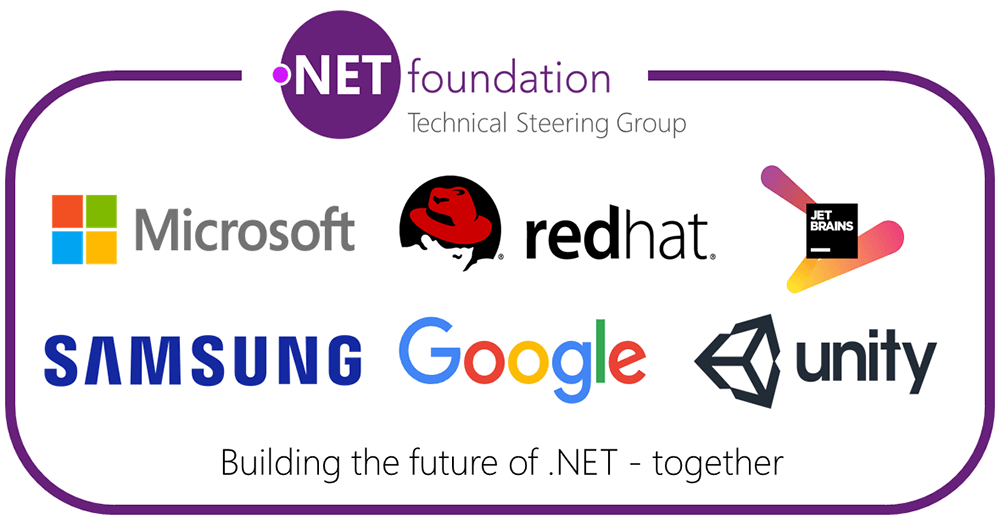 .NET foundation
Technical Steering Group
Microsoft
redhat.
JET
BRAINS
SAMSUNG
Google
unity
Building the future of .NET - together